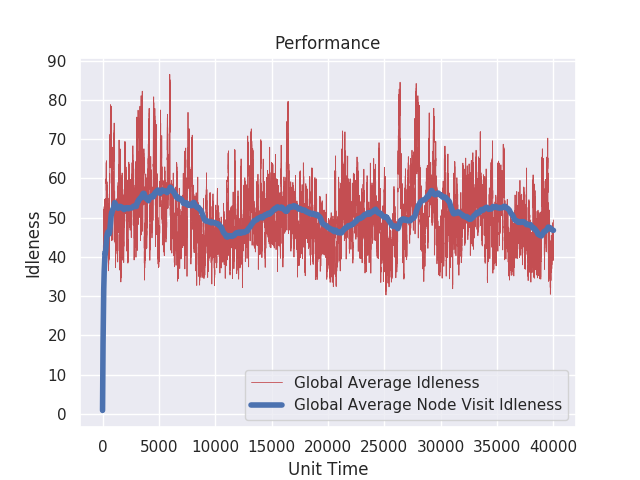 Performance
90
80
70
60
50
40
30
20
10
0
Idleness
0 5000 10000 15000 20000 25000 30000 35000 40000
Unit Time
Global Average Idleness
Global Average Node Visit Idleness